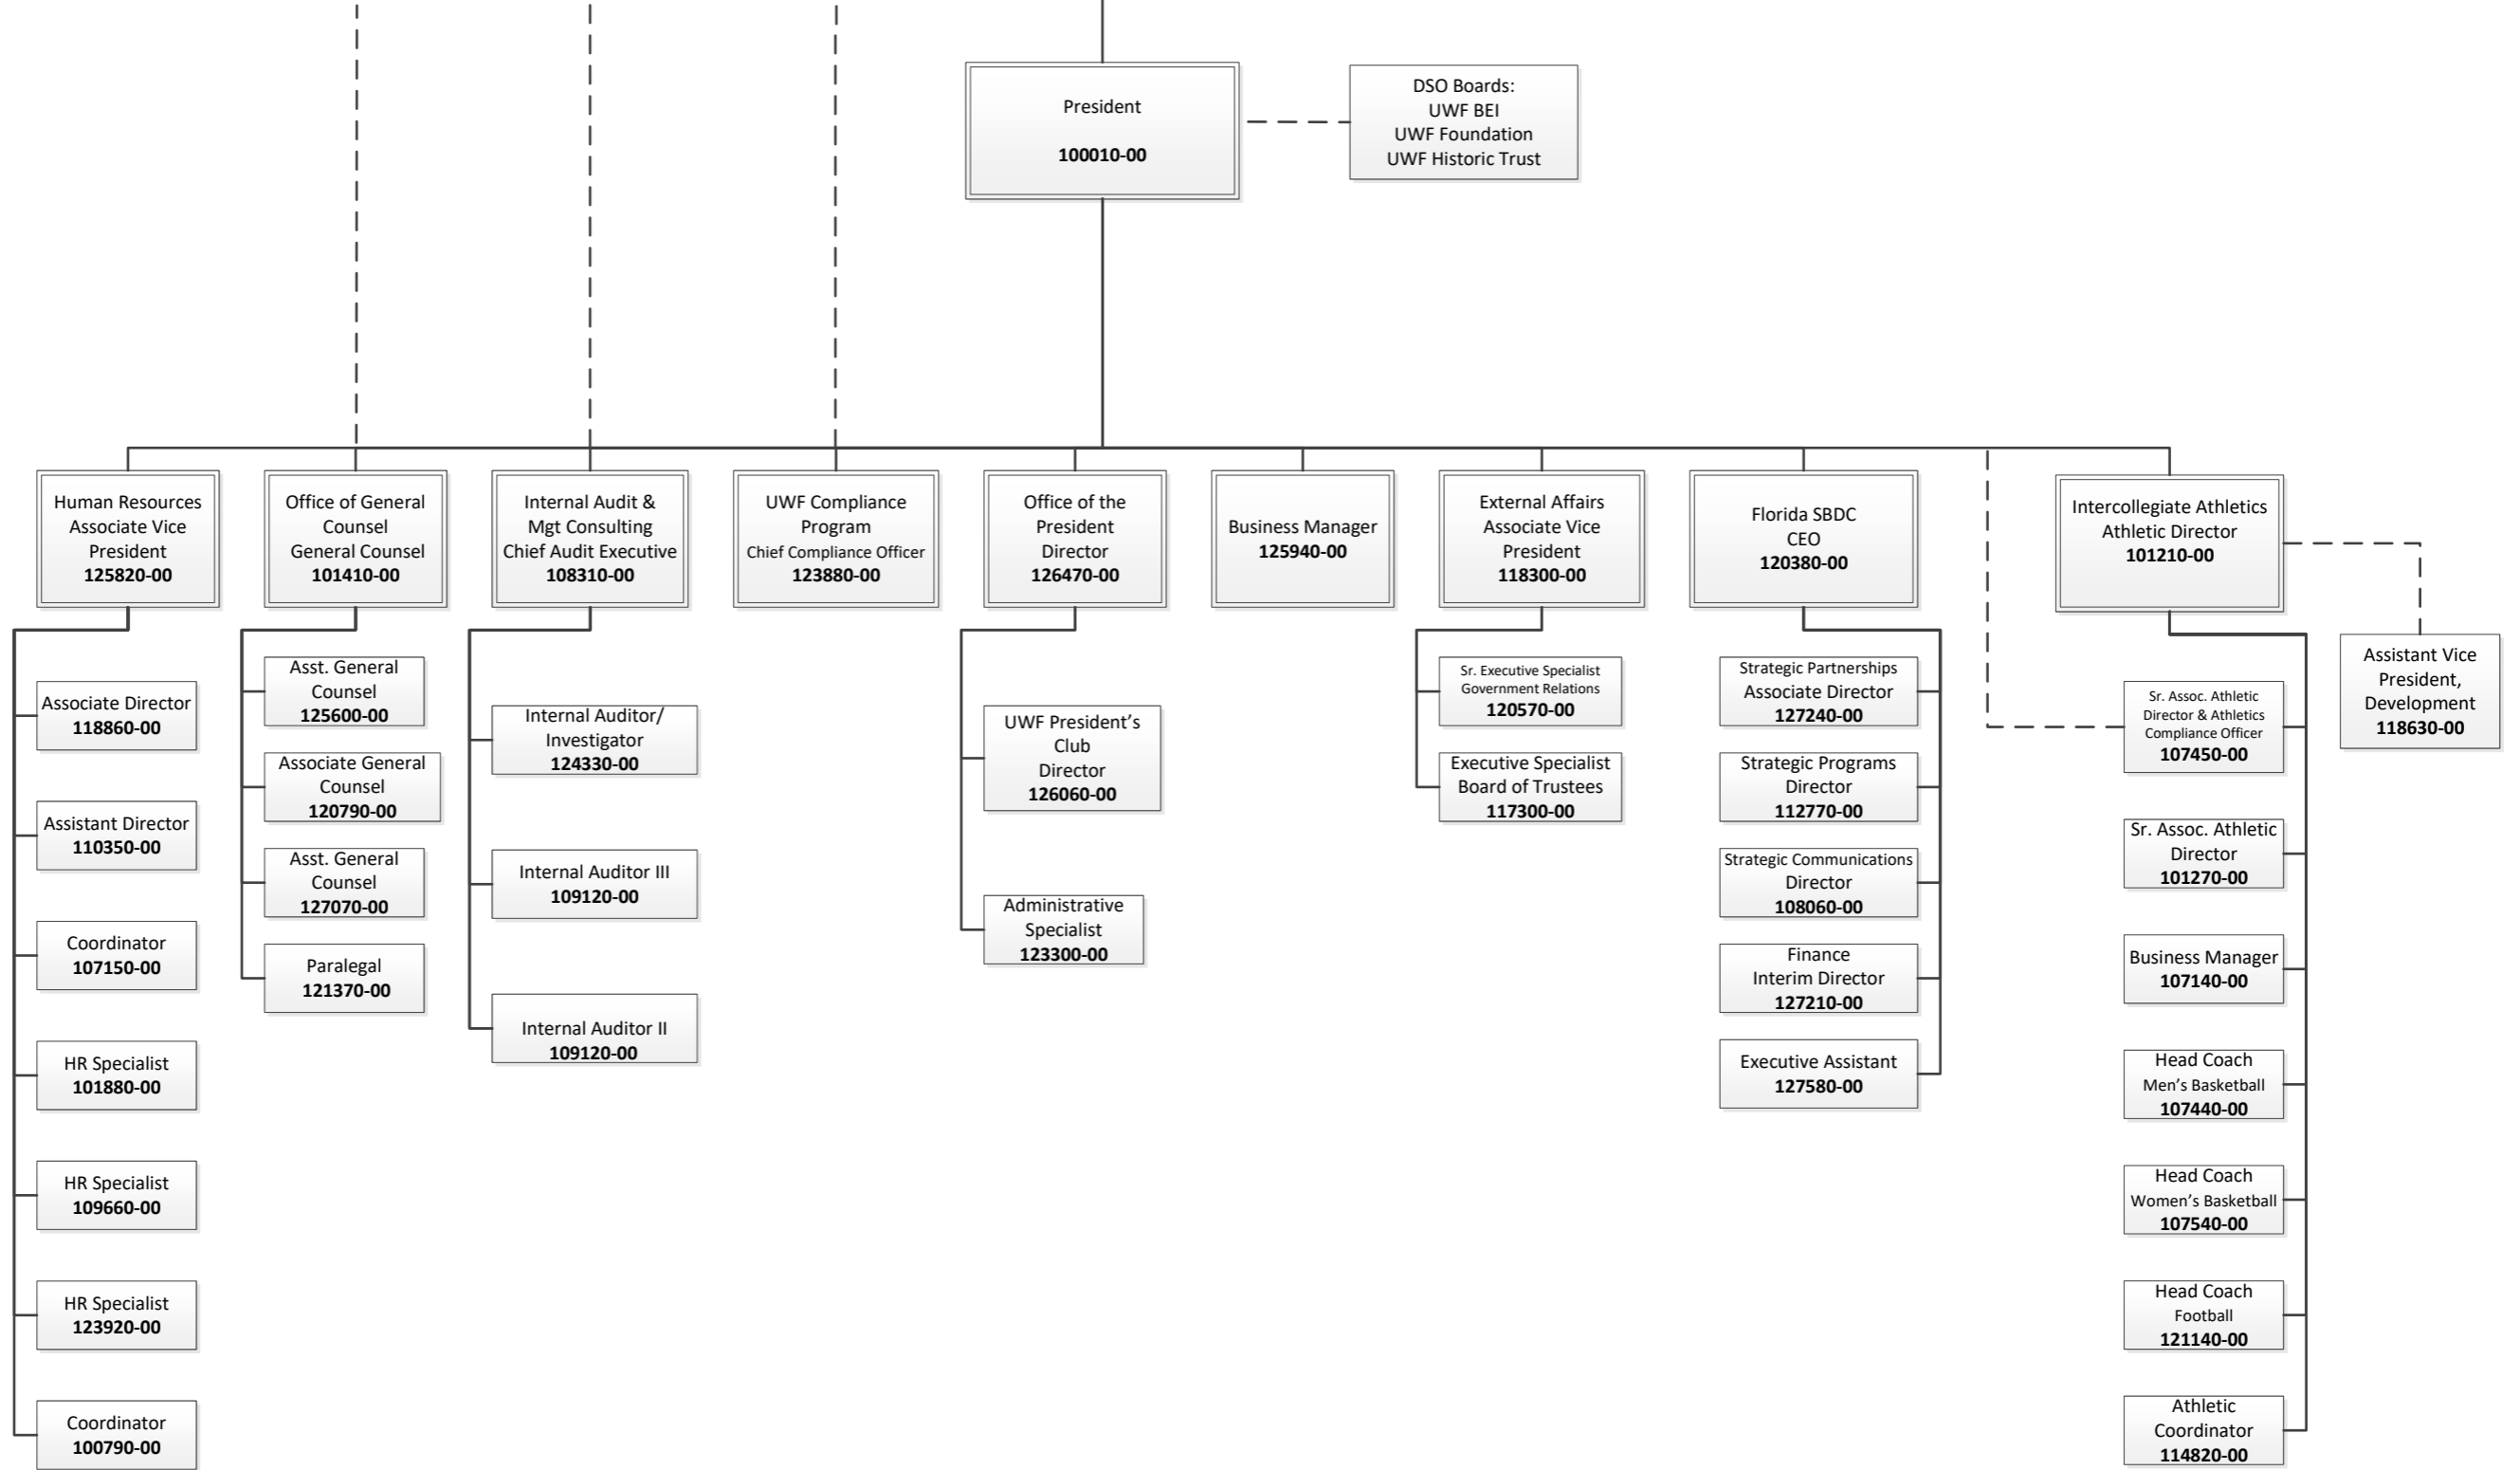 President
100010-00
DSO Boards:
UWF BEI
UWF Foundation
UWF Historic Trust
Human Resources
Associate Vice
President
125820-00
Office of General
Counsel
General Counsel
101410-00
Internal Audit &
Mgt Consulting
Chief Audit Executive
108310-00
UWF Compliance
Program
Chief Compliance Officer
123880-00
Office of the
President
Director
126470-00
Business Manager
125940-00
External Affairs
Associate Vice
President
118300-00
Florida SBDC
CEO
120380-00
Intercollegiate Athletics
Athletic Director
101210-00
Assistant Vice
President,
Development
118630-00
Associate Director
118860-00
Assistant Director
110350-00
Coordinator
107150-00
HR Specialist
101880-00
HR Specialist
109660-00
HR Specialist
123920-00
Coordinator
100790-00
Asst. General
Counsel
125600-00
Associate General
Counsel
120790-00
Asst. General
Counsel
127070-00
Paralegal
121370-00
Internal Auditor/
Investigator
124330-00
Internal Auditor III
109120-00
Internal Auditor II
109120-00
UWF President’s
Club
Director
126060-00
Administrative
Specialist
123300-00
Sr. Executive Specialist
Government Relations
120570-00
Executive Specialist
Board of Trustees
117300-00
Strategic Partnerships
Associate Director
127240-00
Strategic Programs
Director
112770-00
Strategic Communications
Director
108060-00
Finance
Interim Director
127210-00
Executive Assistant
127580-00
Sr. Assoc. Athletic
Director & Athletics
Compliance Officer
107450-00
Sr. Assoc. Athletic
Director
101270-00
Business Manager
107140-00
Head Coach
Men’s Basketball
107440-00
Head Coach
Women’s Basketball
107540-00
Head Coach
Football
121140-00
Athletic
Coordinator
114820-00